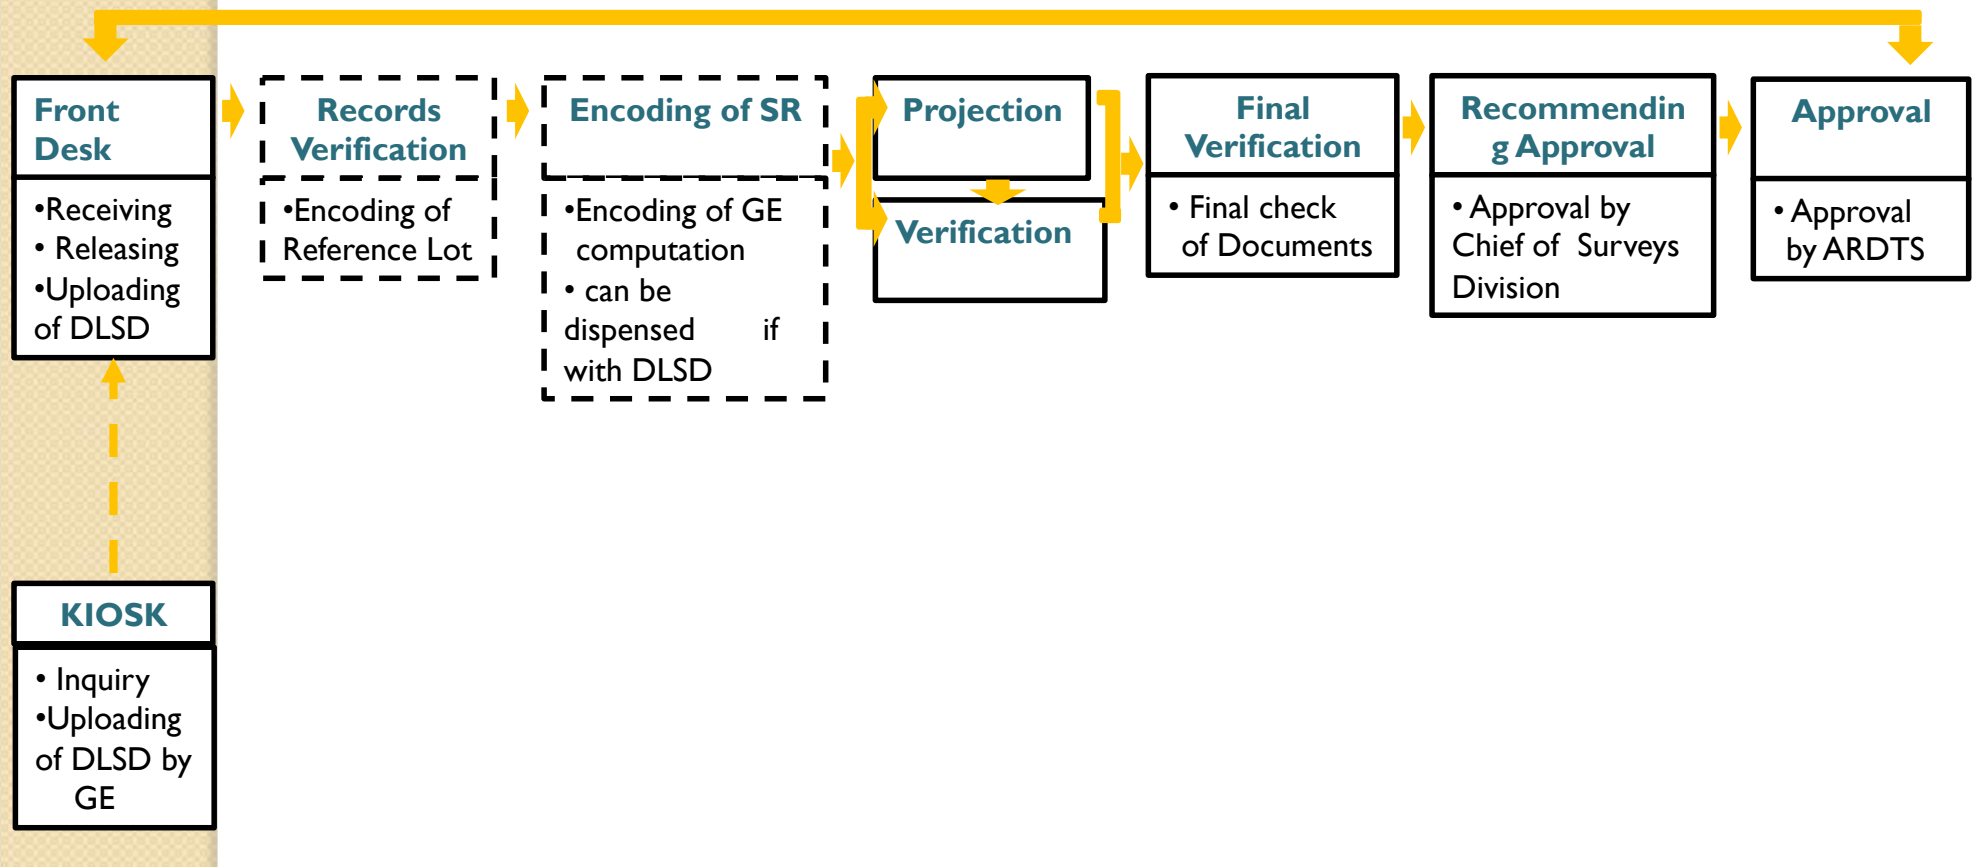 Front
Desk
•Receiving
• Releasing
•Uploading
of DLSD
Records
Verification
•Encoding of
Reference Lot
Encoding of SR
•Encoding of GE
computation
• can be
dispensed if
with DLSD
Projection
Verification
Final
Verification
• Final check
of Documents
Recommendin
g Approval
• Approval by
Chief of Surveys
Division
Approval
• Approval
by ARDTS
KIOSK
• Inquiry
•Uploading
of DLSD by
GE